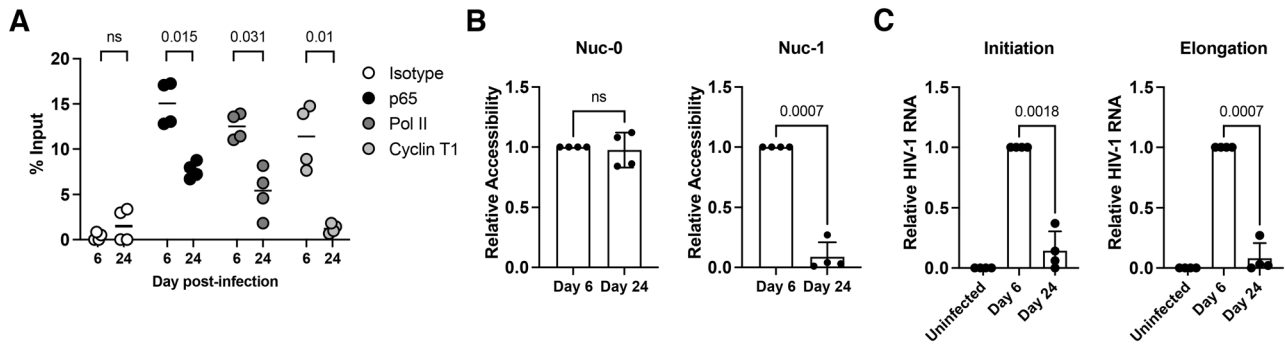 A
ns
0.015
0.031
0.01
% Input
20
15
10
5
0
6
24
6
24
6
24
6
24
Day post-infection
Isotype
p65
Pol II
Cyclin T1
B
Nuc-0
Relative Accessibility
1.5
1.0
0.5
0.0
ns
Day 6
Day 24
Nuc-1
Relative Accessibility
1.5
1.0
0.5
0.0
0.0007
Day 6
Day 24
C
Initiation
Relative HIV-1 RNA
1.5
1.0
0.5
0.0
0.0018
Uninfected
Day 6
Day 24
Elongation
Relative HIV-1 RNA
1.5
1.0
0.5
0.0
0.0007
Uninfected
Day 6
Day 24